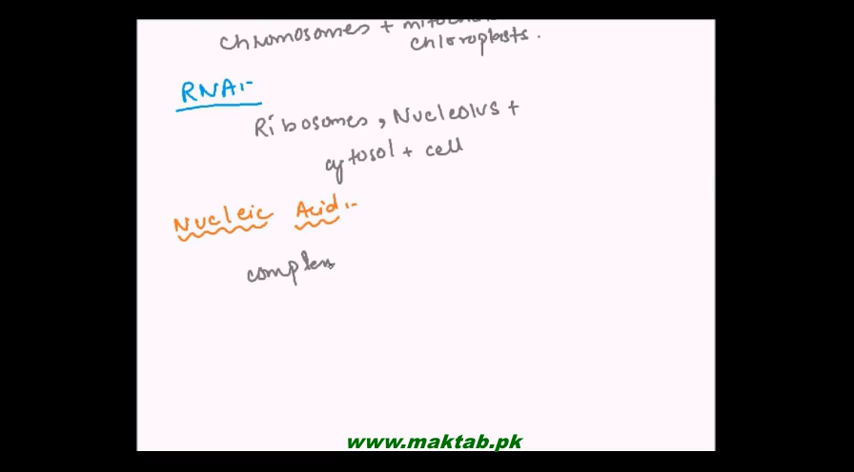 chromosomes +
chloroplasts.
RNA:-
Ribosomes, Nucleolus +
cytosol + cell
Nucleic Acid:-
complex
www.maktab.pk